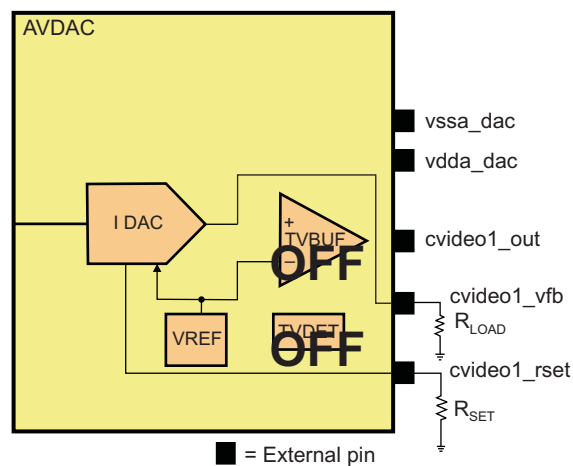 AVDAC
vssa_dac
vdda_dac
I DAC
+
TVBUF
–
OFF
cvideo1_out
cvideo1_vfb
RLOAD
VREF
TVDET
OFF
cvideo1_rset
RSET
= External pin